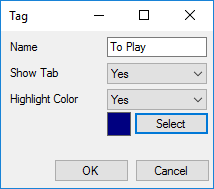 Tag
Name To Play
Show Tab Yes
Highlight Color Yes
Select
OK Cancel